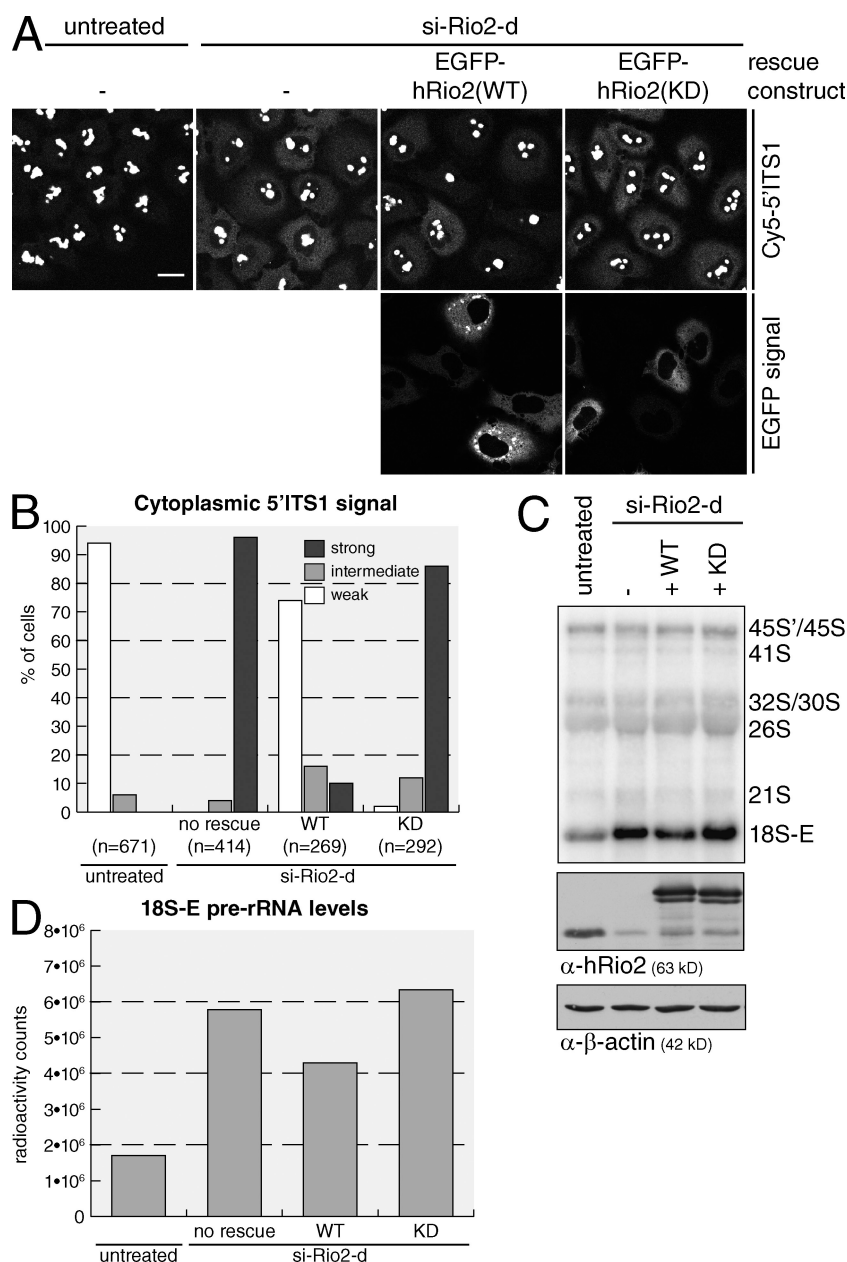 A
untreated
si-Rio2-d
-
-
EGFP-
hRio2(WT)
EGFP-
hRio2(KD)
rescue
construct
Cy5-5'ITS1
EGFP signal
B
Cytoplasmic 5'ITS1 signal
% of cells
100
90
80
70
60
50
40
30
20
10
0
strong
intermediate
weak
no rescue
WT
KD
(n=671)
(n=414)
(n=269)
(n=292)
untreated
si-Rio2-d
C
untreated
si-Rio2-d
-
+ WT
+ KD
45S'/45S
41S
32S/30S
26S
21S
18S-E
α-hRio2 (63 kD)
α-β-actin (42 kD)
D
18S-E pre-rRNA levels
radioactivity counts
8•10⁶
7•10⁶
6•10⁶
5•10⁶
4•10⁶
3•10⁶
2•10⁶
1•10⁶
0
no rescue
WT
KD
untreated
si-Rio2-d